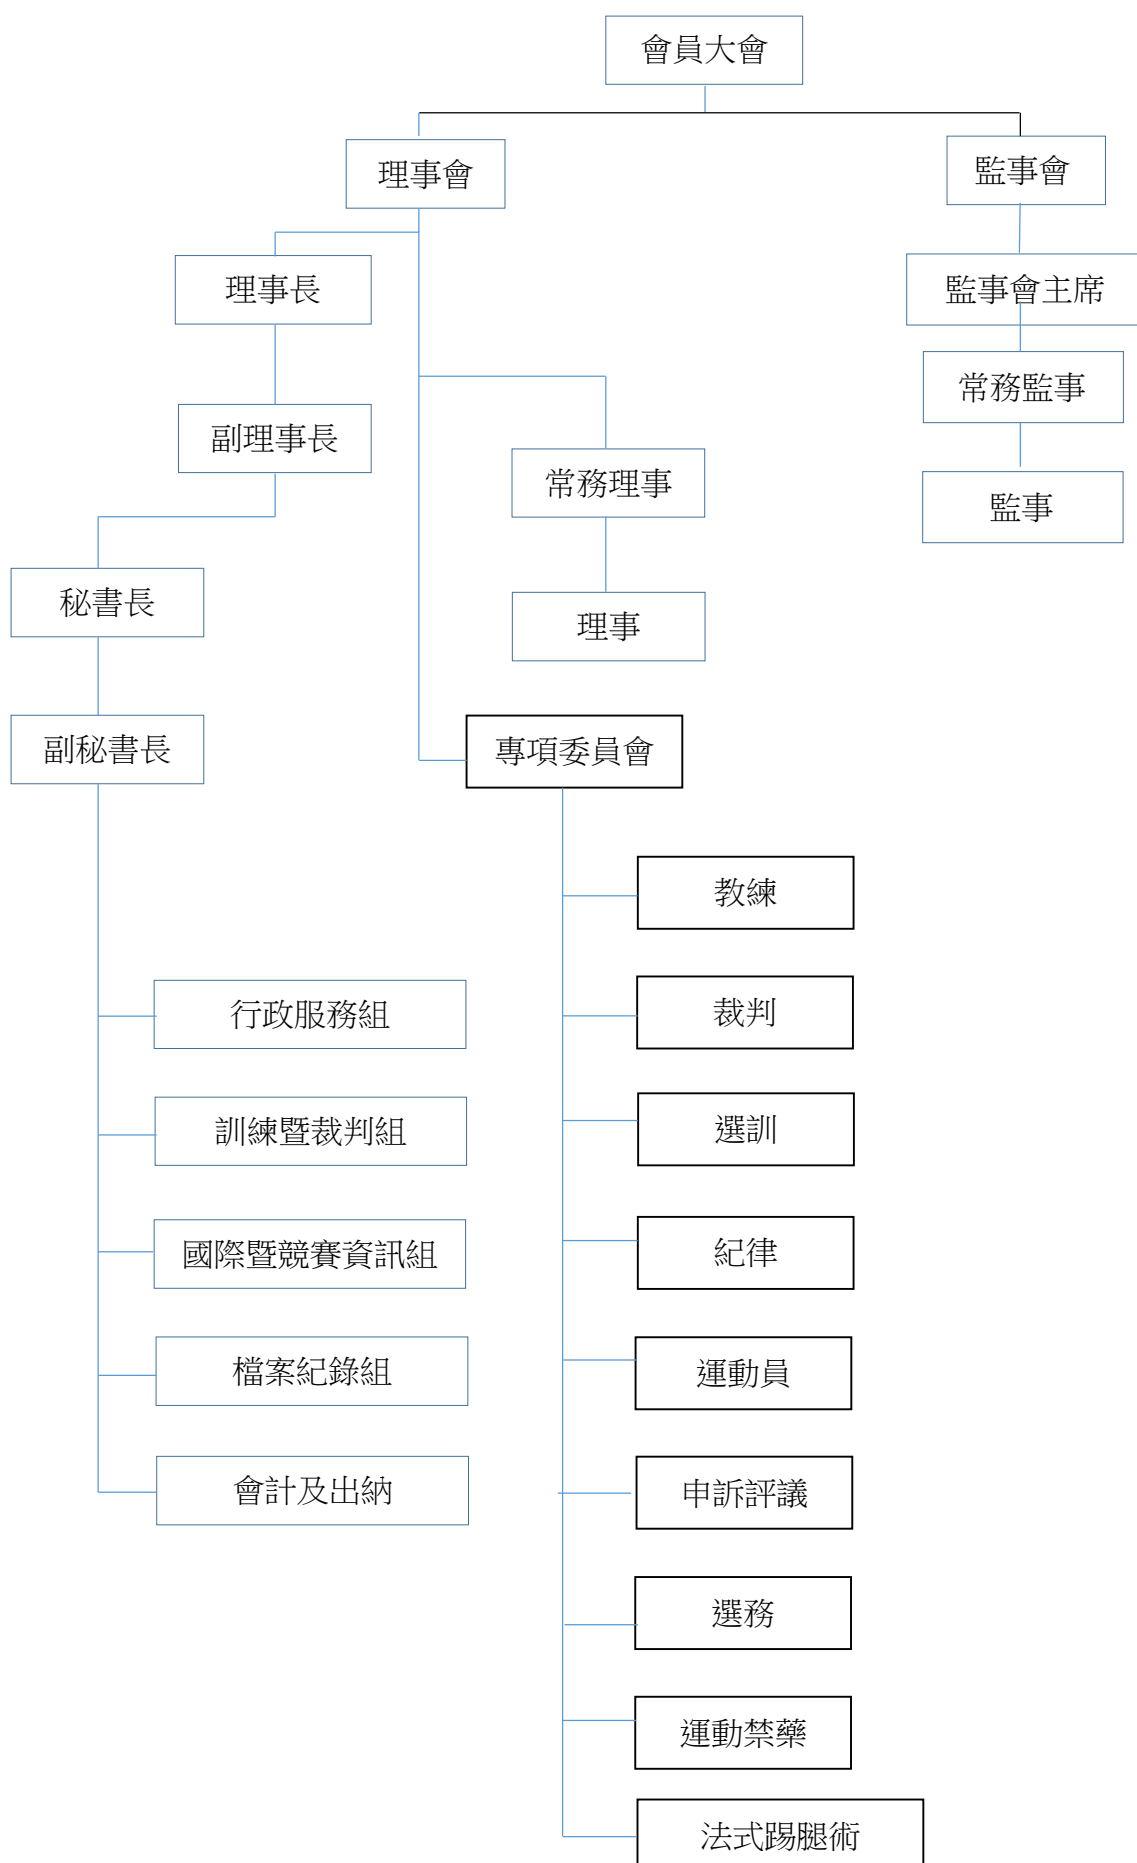 會員大會
理事會
監事會
理事長
監事會主席
常務監事
副理事長
常務理事
監事
秘書長
理事
副秘書長
專項委員會
教練
行政服務組
裁判
訓練暨裁判組
選訓
國際暨競賽資訊組
紀律
檔案紀錄組
運動員
會計及出納
申訴評議
選務
運動禁藥
法式踢腿術